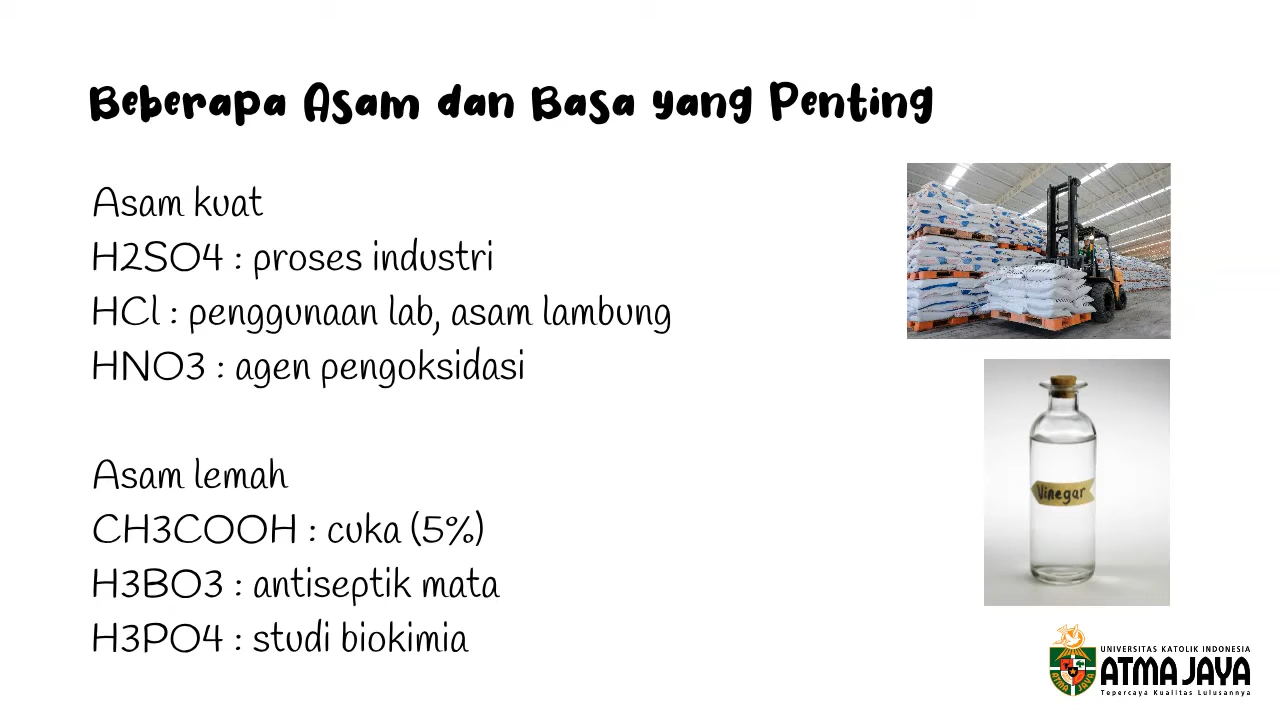 Beberapa Asam dan Basa yang Penting
Asam kuat
H2SO4 : proses industri
HCl : penggunaan lab, asam lambung
HNO3 : agen pengoksidasi
Asam lemah
CH3COOH : cuka (5%)
H3BO3 : antiseptik mata
H3PO4 : studi biokimia
Vinegar
UNIVERSITAS KATOLIK INDONESIA
ATMA JAYA
Tepercaya Kualitas Lulusannya